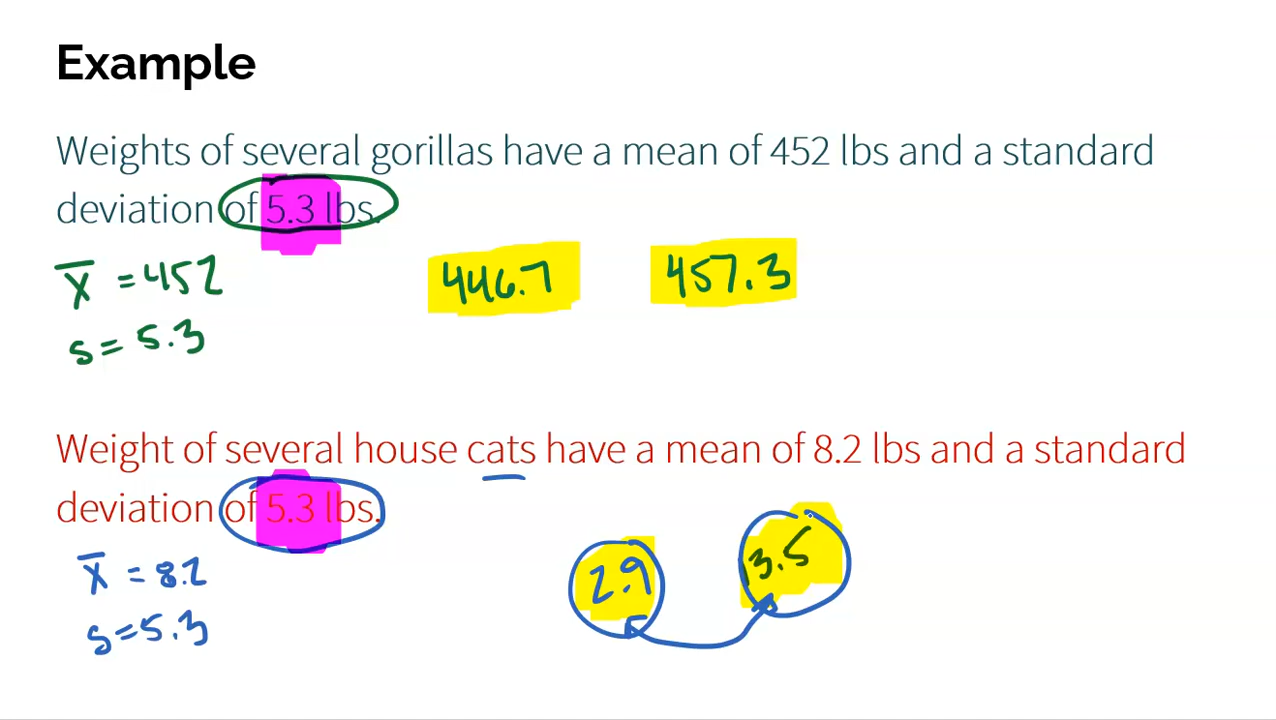 Example
Weights of several gorillas have a mean of 452 lbs and a standard
deviation of 5.3 lbs.
x̄ = 452
s = 5.3
446.7 457.3
Weight of several house cats have a mean of 8.2 lbs and a standard
deviation of 5.3 lbs.
x̄ = 8.2
s = 5.3
2.9 13.5